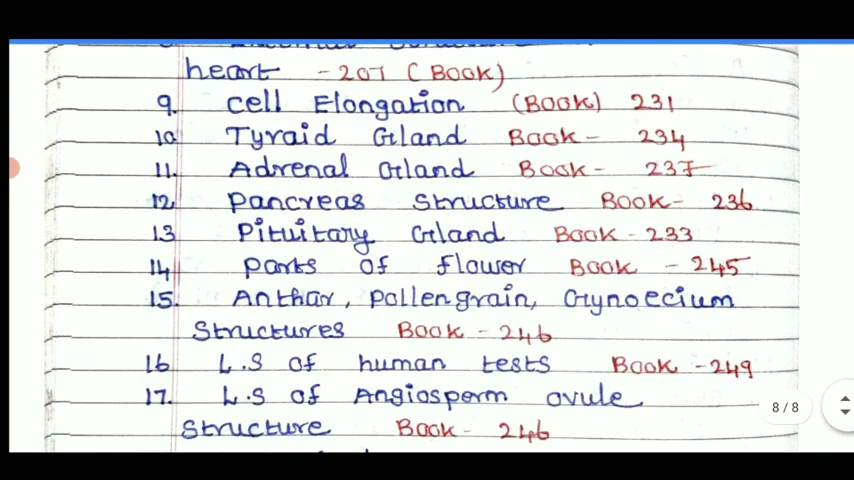 heart - 207 (Book)
9. Cell Elongation (Book) 231
10 Tyraid Gland Book - 234
11. Adrenal Gland Book - 237
12. Pancreas Structure Book - 236
13 Pituitary Gland Book - 233
14 Parts of flower Book - 245
15. Anthar, Pollengrain, Gynoecium
Structures Book - 246
16 L.S of human tests Book - 249
17. L.S of Angiosperm ovule
8 / 8
Structure Book - 246